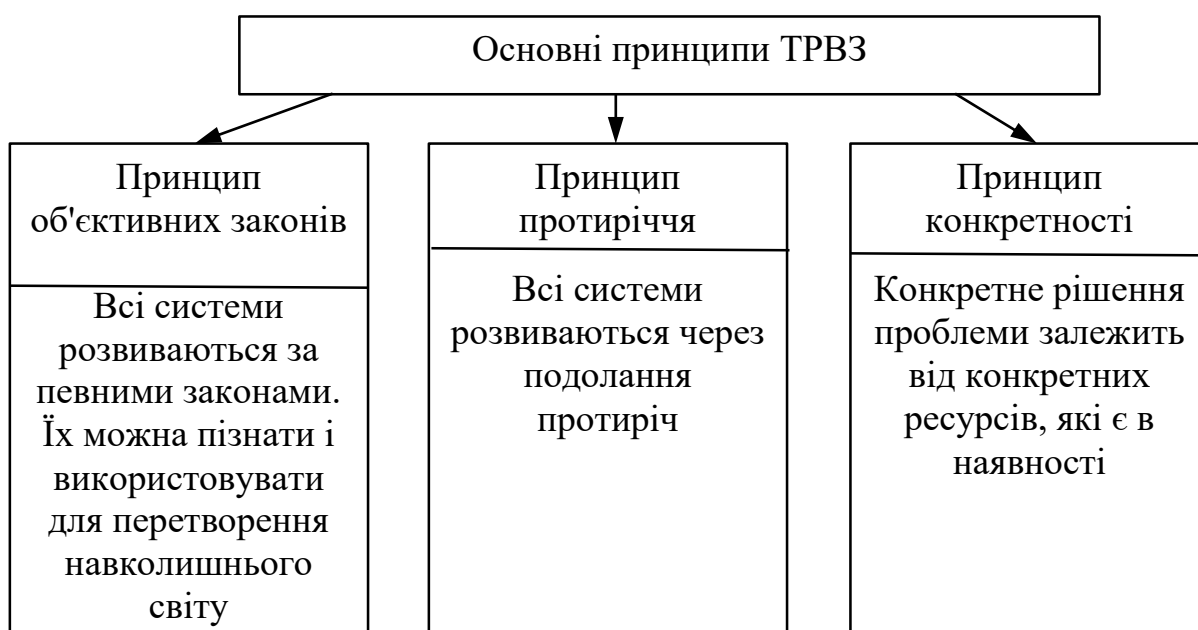 Основні принципи ТРВЗ
Принцип
об'єктивних законів
Всі системи
розвиваються за
певними законами.
Їх можна пізнати і
використовувати
для перетворення
навколишнього
світу
Принцип
протиріччя
Всі системи
розвиваються через
подолання
протиріч
Принцип
конкретності
Конкретне рішення
проблеми залежить
від конкретних
ресурсів, які є в
наявності